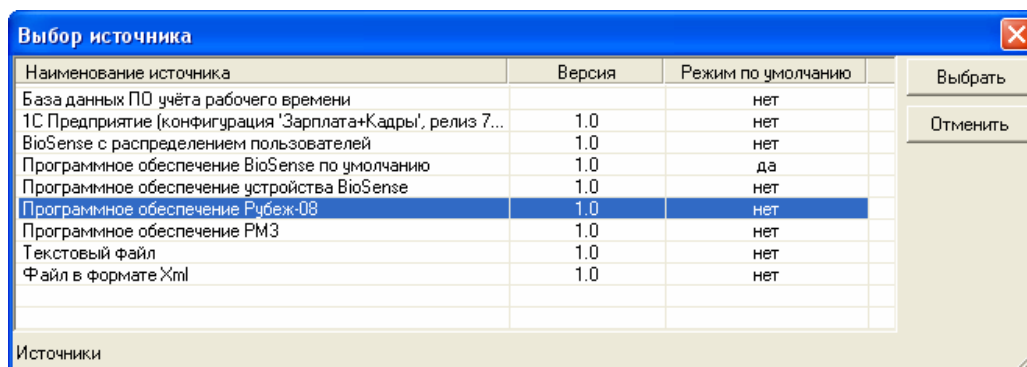 Выбор источника
Наименование источника Версия Режим по умолчанию Выбрать
База данных ПО учёта рабочего времени нет
1С Предприятие (конфигурация 'Зарплата+Кадры', релиз 7... 1.0 нет Отменить
BioSense с распределением пользователей 1.0 нет
Программное обеспечение BioSense по умолчанию 1.0 да
Программное обеспечение устройства BioSense 1.0 нет
Программное обеспечение Рубеж-08 1.0 нет
Программное обеспечение РМЗ 1.0 нет
Текстовый файл 1.0 нет
Файл в формате Xml 1.0 нет
Источники